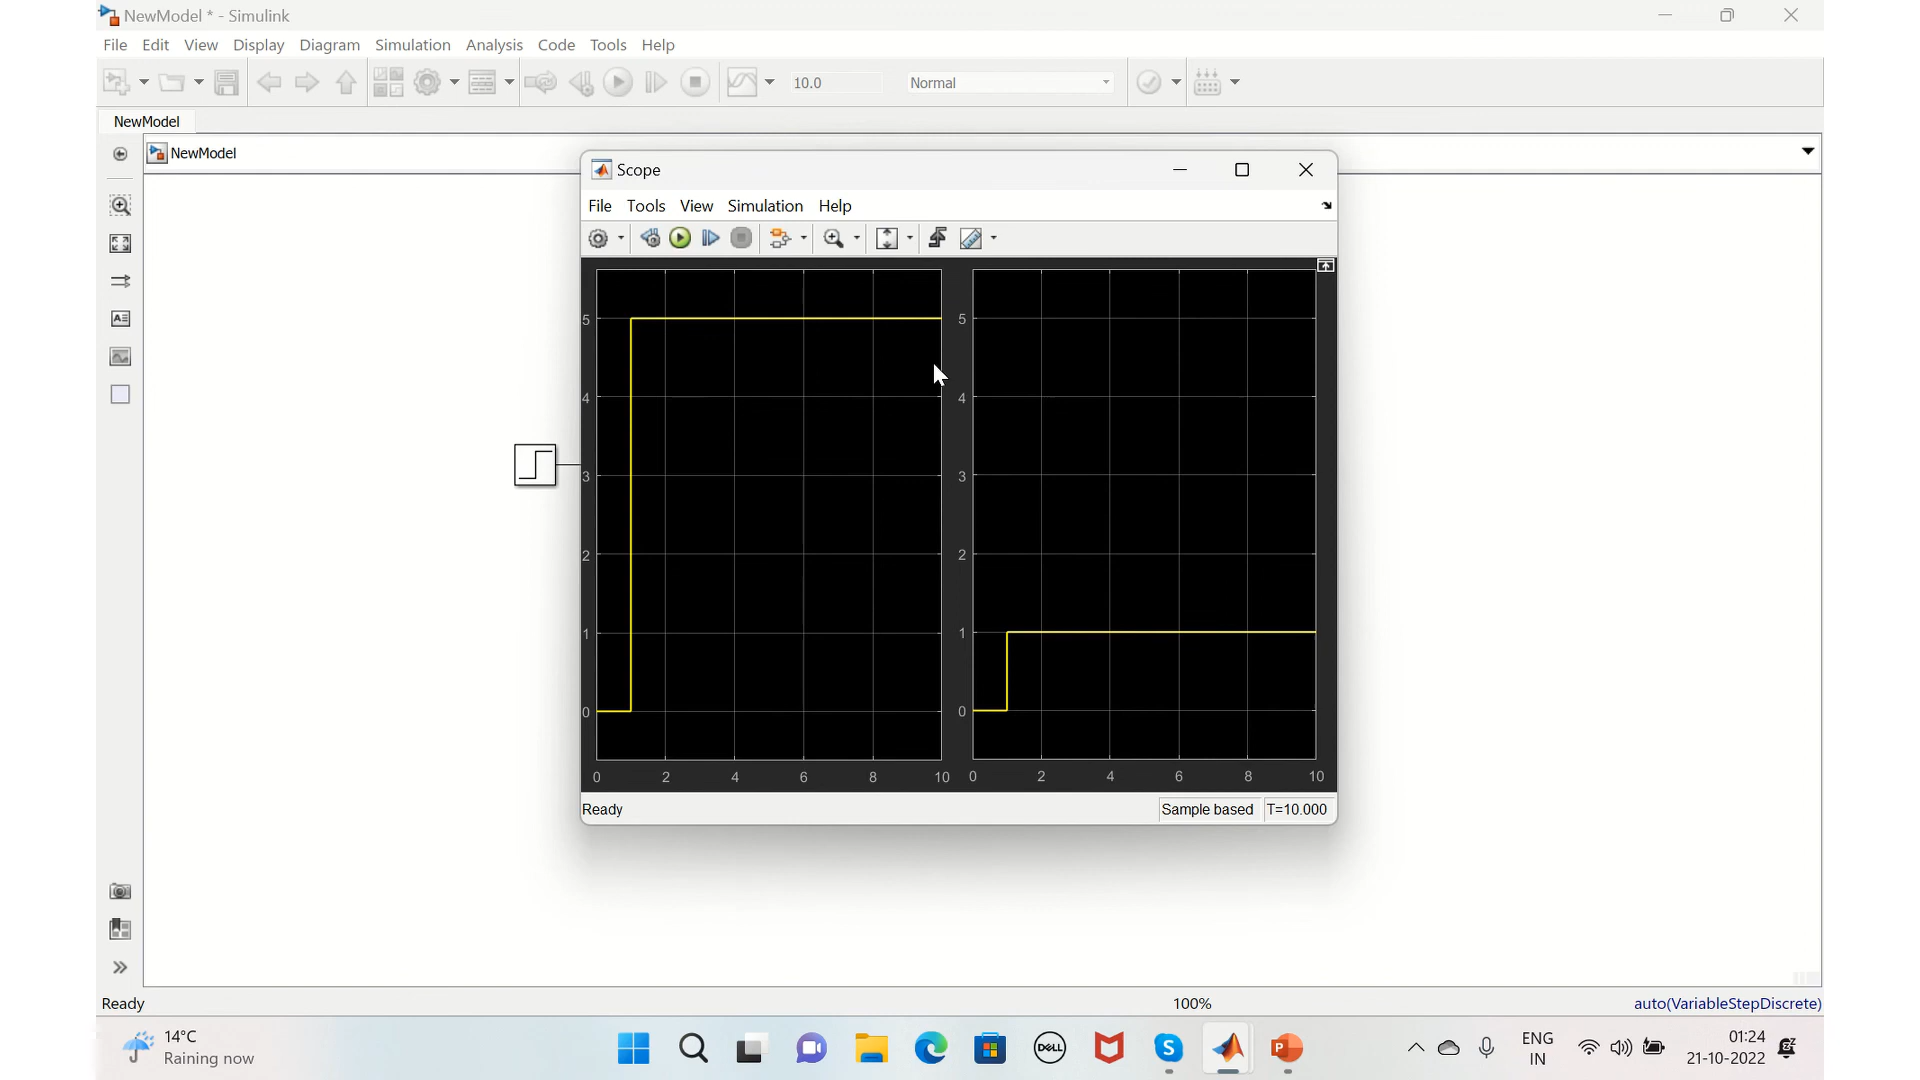 NewModel * - Simulink
File Edit View Display Diagram Simulation Analysis Code Tools Help
10.0 Normal
NewModel
NewModel
Scope
File Tools View Simulation Help
5 5
4 4
3 3
2 2
1 1
0 0
0 2 4 6 8 10 0 2 4 6 8 10
Ready Sample based T=10.000
Ready 100% auto(VariableStepDiscrete)
14°C
Raining now
DELL
S
P
ENG
IN
01:24
21-10-2022